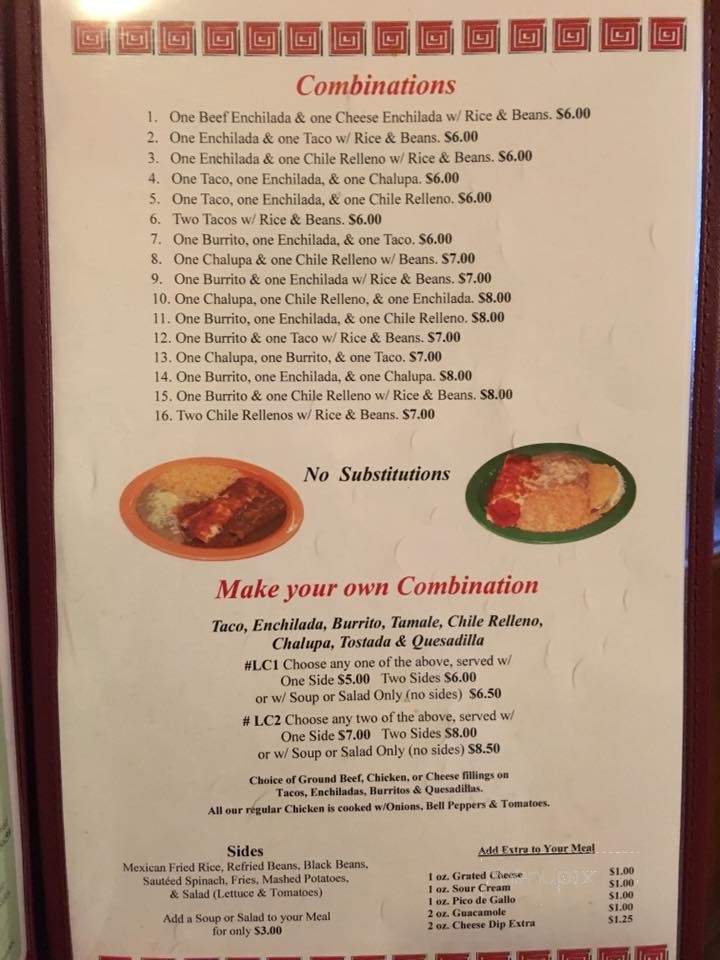 Combinations
1. One Beef Enchilada & one Cheese Enchilada w/ Rice & Beans. $6.00
2. One Enchilada & one Taco w/ Rice & Beans. $6.00
3. One Enchilada & one Chile Relleno w/ Rice & Beans. $6.00
4. One Taco, one Enchilada, & one Chalupa. $6.00
5. One Taco, one Enchilada, & one Chile Relleno. $6.00
6. Two Tacos w/ Rice & Beans. $6.00
7. One Burrito, one Enchilada, & one Taco. $6.00
8. One Chalupa & one Chile Relleno w/ Beans. $7.00
9. One Burrito & one Enchilada w/ Rice & Beans. $7.00
10. One Chalupa, one Chile Relleno, & one Enchilada. $8.00
11. One Burrito, one Enchilada, & one Chile Relleno. $8.00
12. One Burrito & one Taco w/ Rice & Beans. $7.00
13. One Chalupa, one Burrito, & one Taco. $7.00
14. One Burrito, one Enchilada, & one Chalupa. $8.00
15. One Burrito & one Chile Relleno w/ Rice & Beans. $8.00
16. Two Chile Rellenos w/ Rice & Beans. $7.00
No Substitutions
Make your own Combination
Taco, Enchilada, Burrito, Tamale, Chile Relleno,
Chalupa, Tostada & Quesadilla
#LC1 Choose any one of the above, served w/
One Side $5.00 Two Sides $6.00
or w/ Soup or Salad Only (no sides) $6.50
# LC2 Choose any two of the above, served w/
One Side $7.00 Two Sides $8.00
or w/ Soup or Salad Only (no sides) $8.50
Choice of Ground Beef, Chicken, or Cheese fillings on
Tacos, Enchiladas, Burritos & Quesadillas.
All our regular Chicken is cooked w/Onions, Bell Peppers & Tomatoes.
Sides
Mexican Fried Rice, Refried Beans, Black Beans,
Sautéed Spinach, Fries, Mashed Potatoes,
& Salad (Lettuce & Tomatoes)
Add a Soup or Salad to your Meal
for only $3.00
Add Extra to Your Meal
1 oz. Grated Cheese $1.00
1 oz. Sour Cream $1.00
1 oz. Pico de Gallo $1.00
2 oz. Guacamole $1.00
2 oz. Cheese Dip Extra $1.25